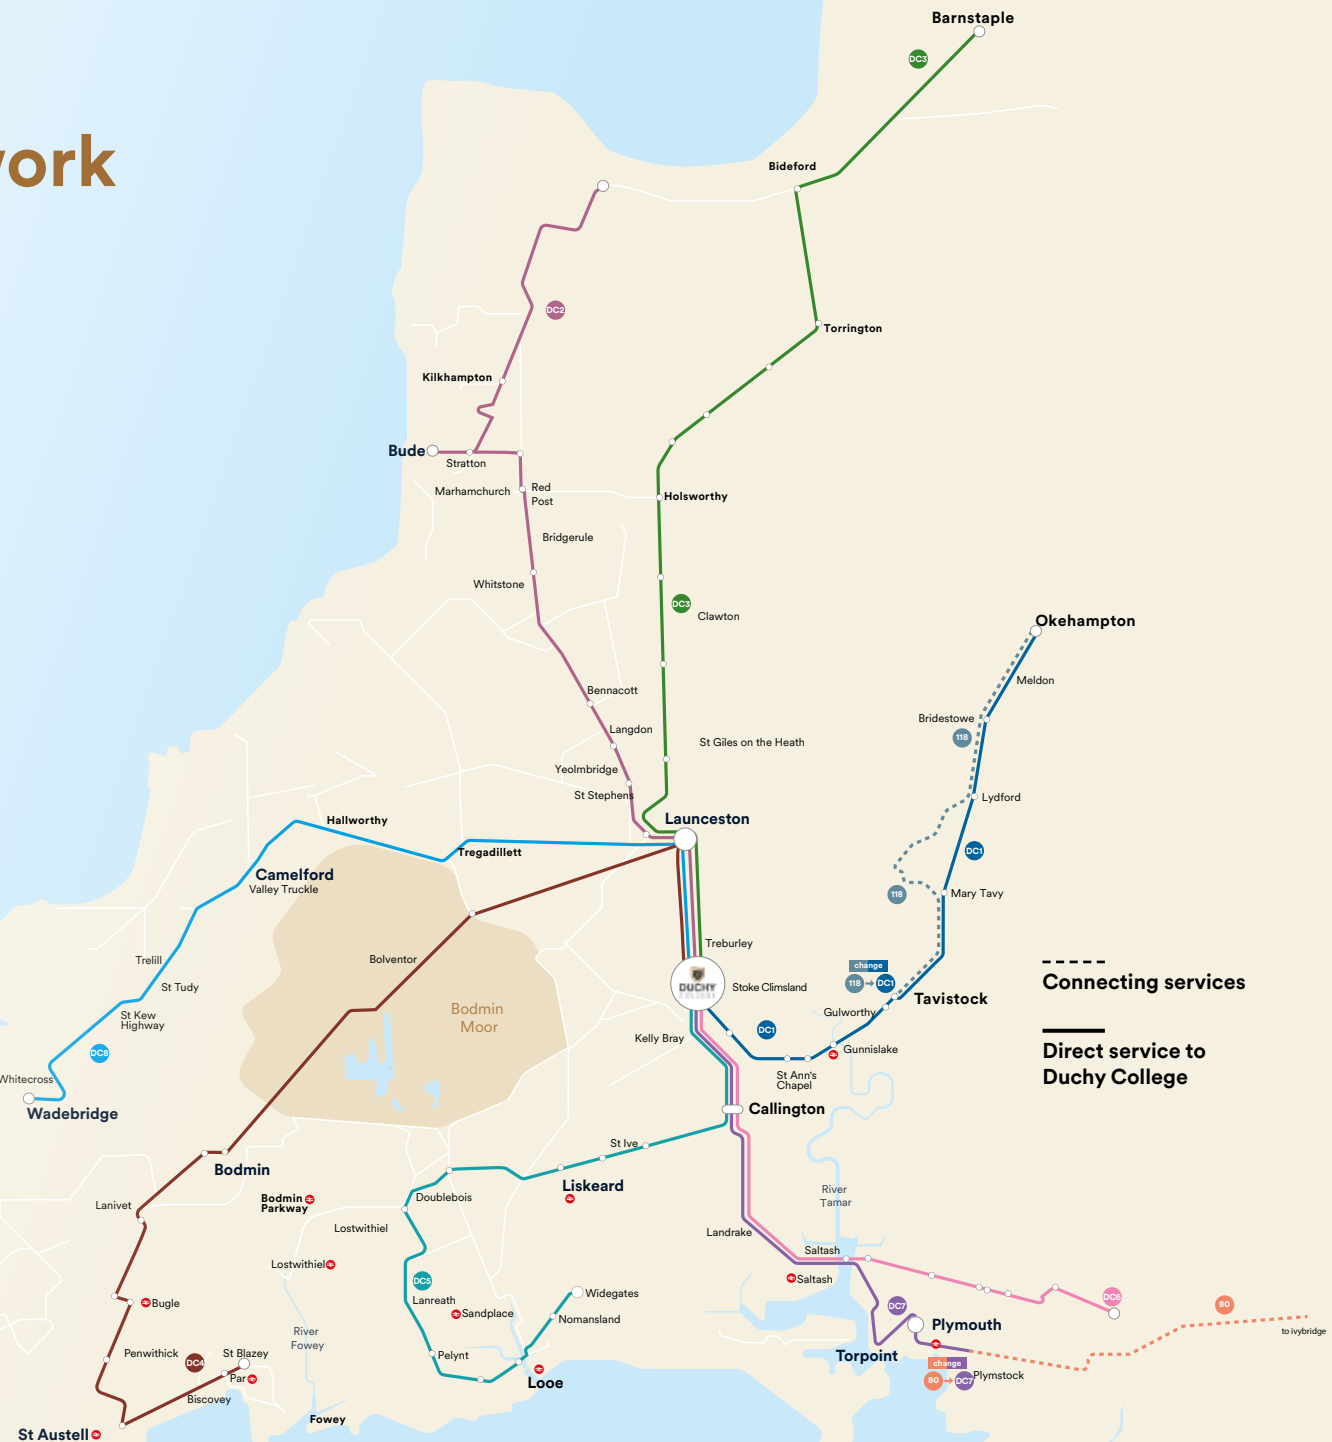 Barnstaple
DC3
work
Bideford
DC2
Torrington
Kilkhampton
Bude
Stratton
Marhamchurch
Red
Post
Holsworthy
Bridgerule
Whitstone
DC3
Clawton
Okehampton
Meldon
Bennacott
Bridestowe
Langdon
118
St Giles on the Heath
Yeolmbridge
St Stephens
Lydford
Launceston
Hallworthy
Tregadillett
DC1
Camelford
Valley Truckle
118
Mary Tavy
Treburley
Trelill
Bolventor
change
118 → DC1
Connecting services
DUCHY
COLLEGE
Stoke Climsland
St Tudy
Tavistock
Bodmin
Moor
Gulworthy
St Kew
Highway
DC1
Kelly Bray
Gunnislake
Direct service to
Duchy College
DC8
St Ann's
Chapel
Whitecross
Wadebridge
Callington
St Ive
Bodmin
Liskeard
River
Tamar
Doublebois
Bodmin
Parkway
Lanivet
Lostwithiel
Landrake
Saltash
Lostwithiel
Saltash
DC5
Lanreath
Widegates
DC6
Bugle
Sandplace
Nomansland
DC7
80
Plymouth
to ivybridge
River
Fowey
Penwithick
St Blazey
Pelynt
Torpoint
DC4
change
80 → DC7
Plymstock
Par
Looe
Biscovey
Fowey
St Austell